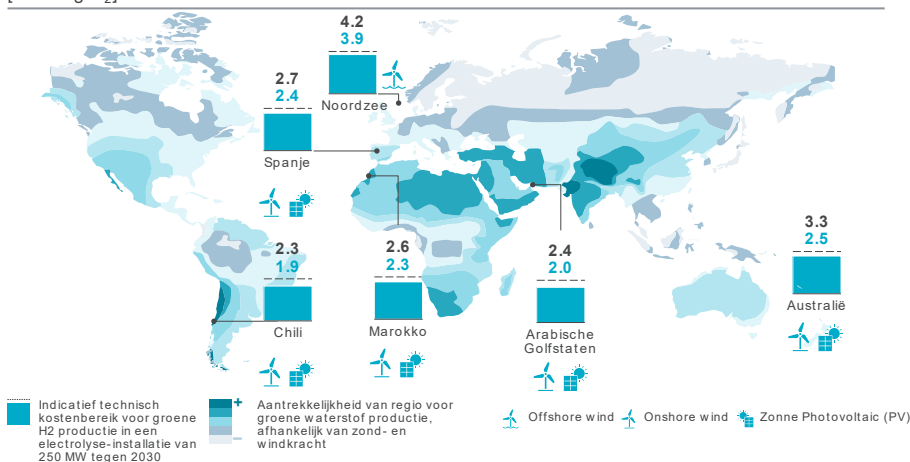 4.2
3.9
Noordzee
2.7
2.4
Spanje
2.3
1.9
Chili
2.6
2.3
Marokko
2.4
2.0
Arabische
Golfstaten
3.3
2.5
Australië
Indicatief technisch
kostenbereik voor groene
H2 productie in een
electrolyse-installatie van
250 MW tegen 2030
+
–
Aantrekkelijkheid van regio voor
groene waterstof productie,
afhankelijk van zond- en
windkracht
Offshore wind
Onshore wind
Zonne Photovoltaic (PV)